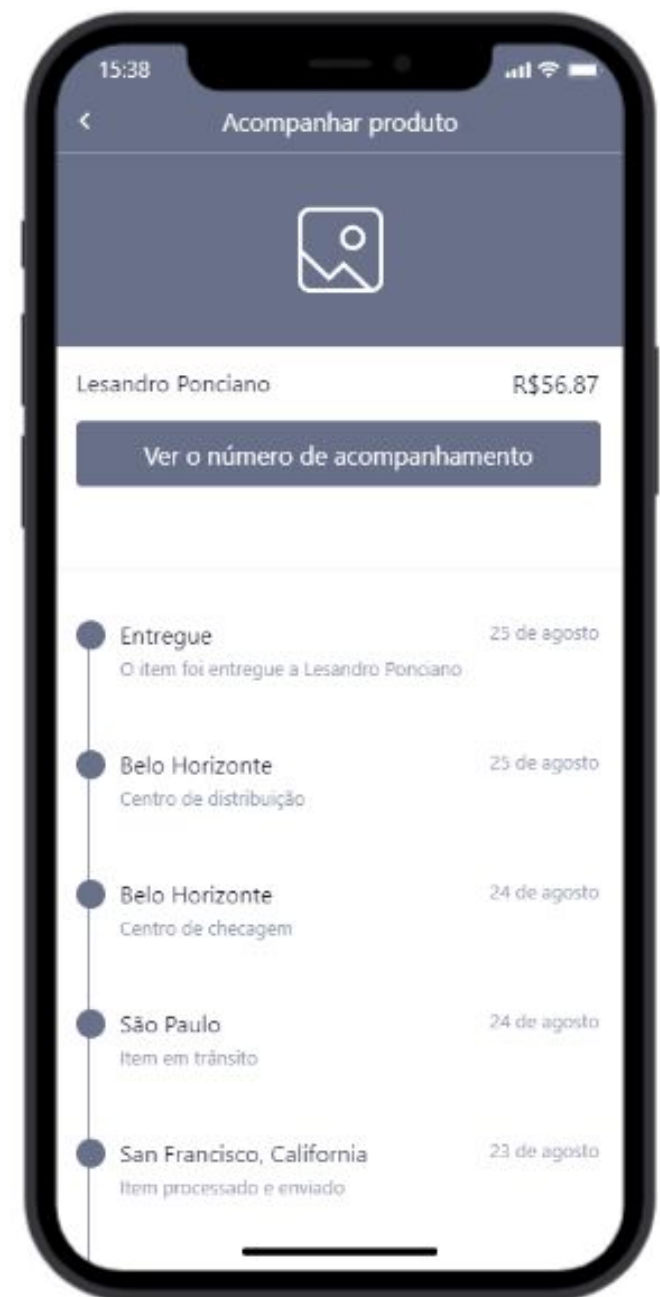 15:38
Acompanhar produto
Lesandro Ponciano R$56.87
Ver o número de acompanhamento
Entregue 25 de agosto
O item foi entregue a Lesandro Ponciano
Belo Horizonte 25 de agosto
Centro de distribuição
Belo Horizonte 24 de agosto
Centro de checagem
São Paulo 24 de agosto
Item em trânsito
San Francisco, California 23 de agosto
Item processado e enviado